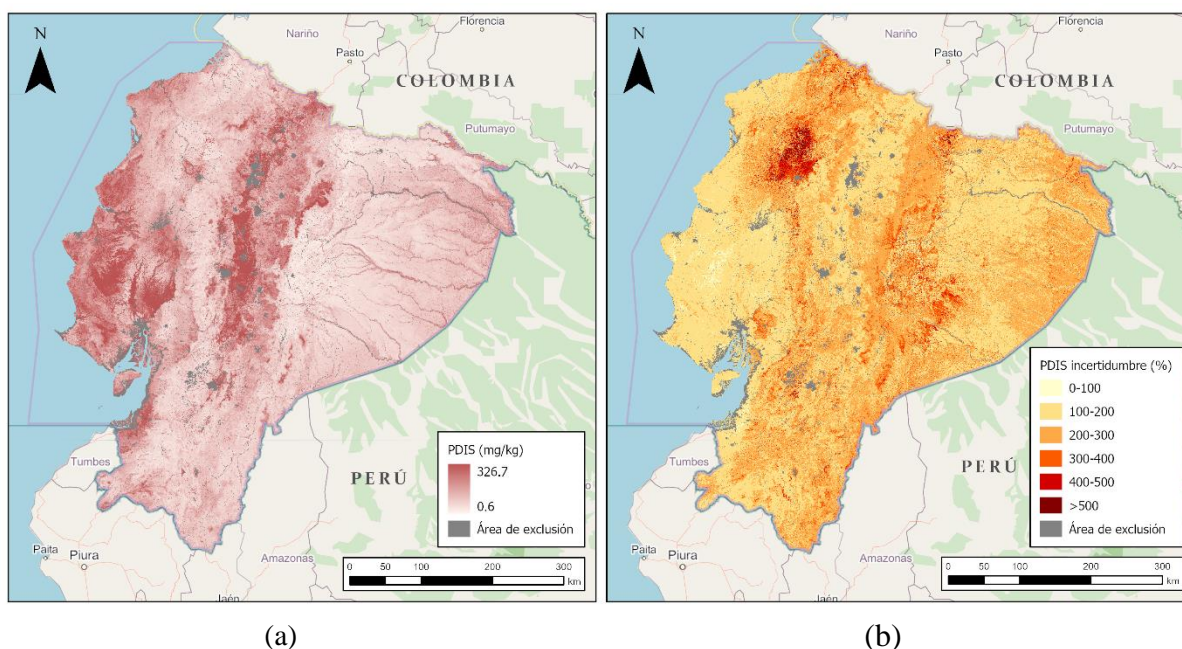 N
Florencia
Nariño
Pasto
COLOMBIA
Putumayo
Tumbes
PERÚ
Paita
Piura
Amazonas
Jaén
PDIS (mg/kg)
326.7
0.6
Área de exclusión
0 50 100 200 300
km
(a)
N
Florencia
Nariño
Pasto
COLOMBIA
Putumayo
Tumbes
PERÚ
Paita
Piura
Amazonas
Jaén
PDIS incertidumbre (%)
0-100
100-200
200-300
300-400
400-500
>500
Área de exclusión
0 50 100 200 300
km
(b)